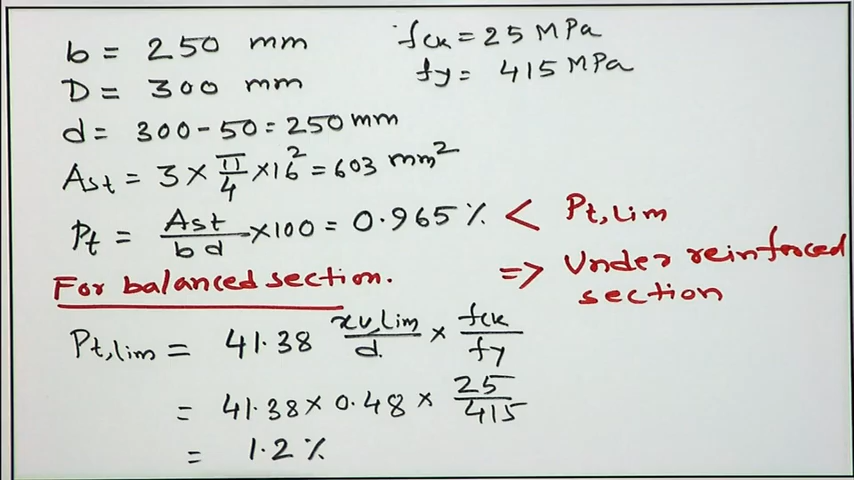 b = 250 mm
fck = 25 MPa
D = 300 mm
fy = 415 MPa
d = 300 - 50 = 250 mm
Ast = 3 × π/4 × 16² = 603 mm²
Pt = Ast/bd × 100 = 0.965 % < Pt,lim
⇒ Under reinforced section
For balanced section.
Pt,lim = 41.38 xu,lim/d × fck/fy
= 41.38 × 0.48 × 25/415
= 1.2 %